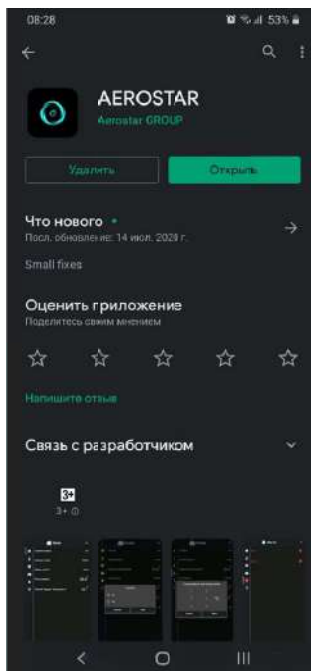 08:28
53%
AEROSTAR
Aerostar GROUP
Удалить
Открыть
Что нового
Посл. обновление: 14 июл. 2021 г.
Small fixes
Оценить приложение
Поделитесь своим мнением
Напишите отзыв
Связь с разработчиком
3+
3+